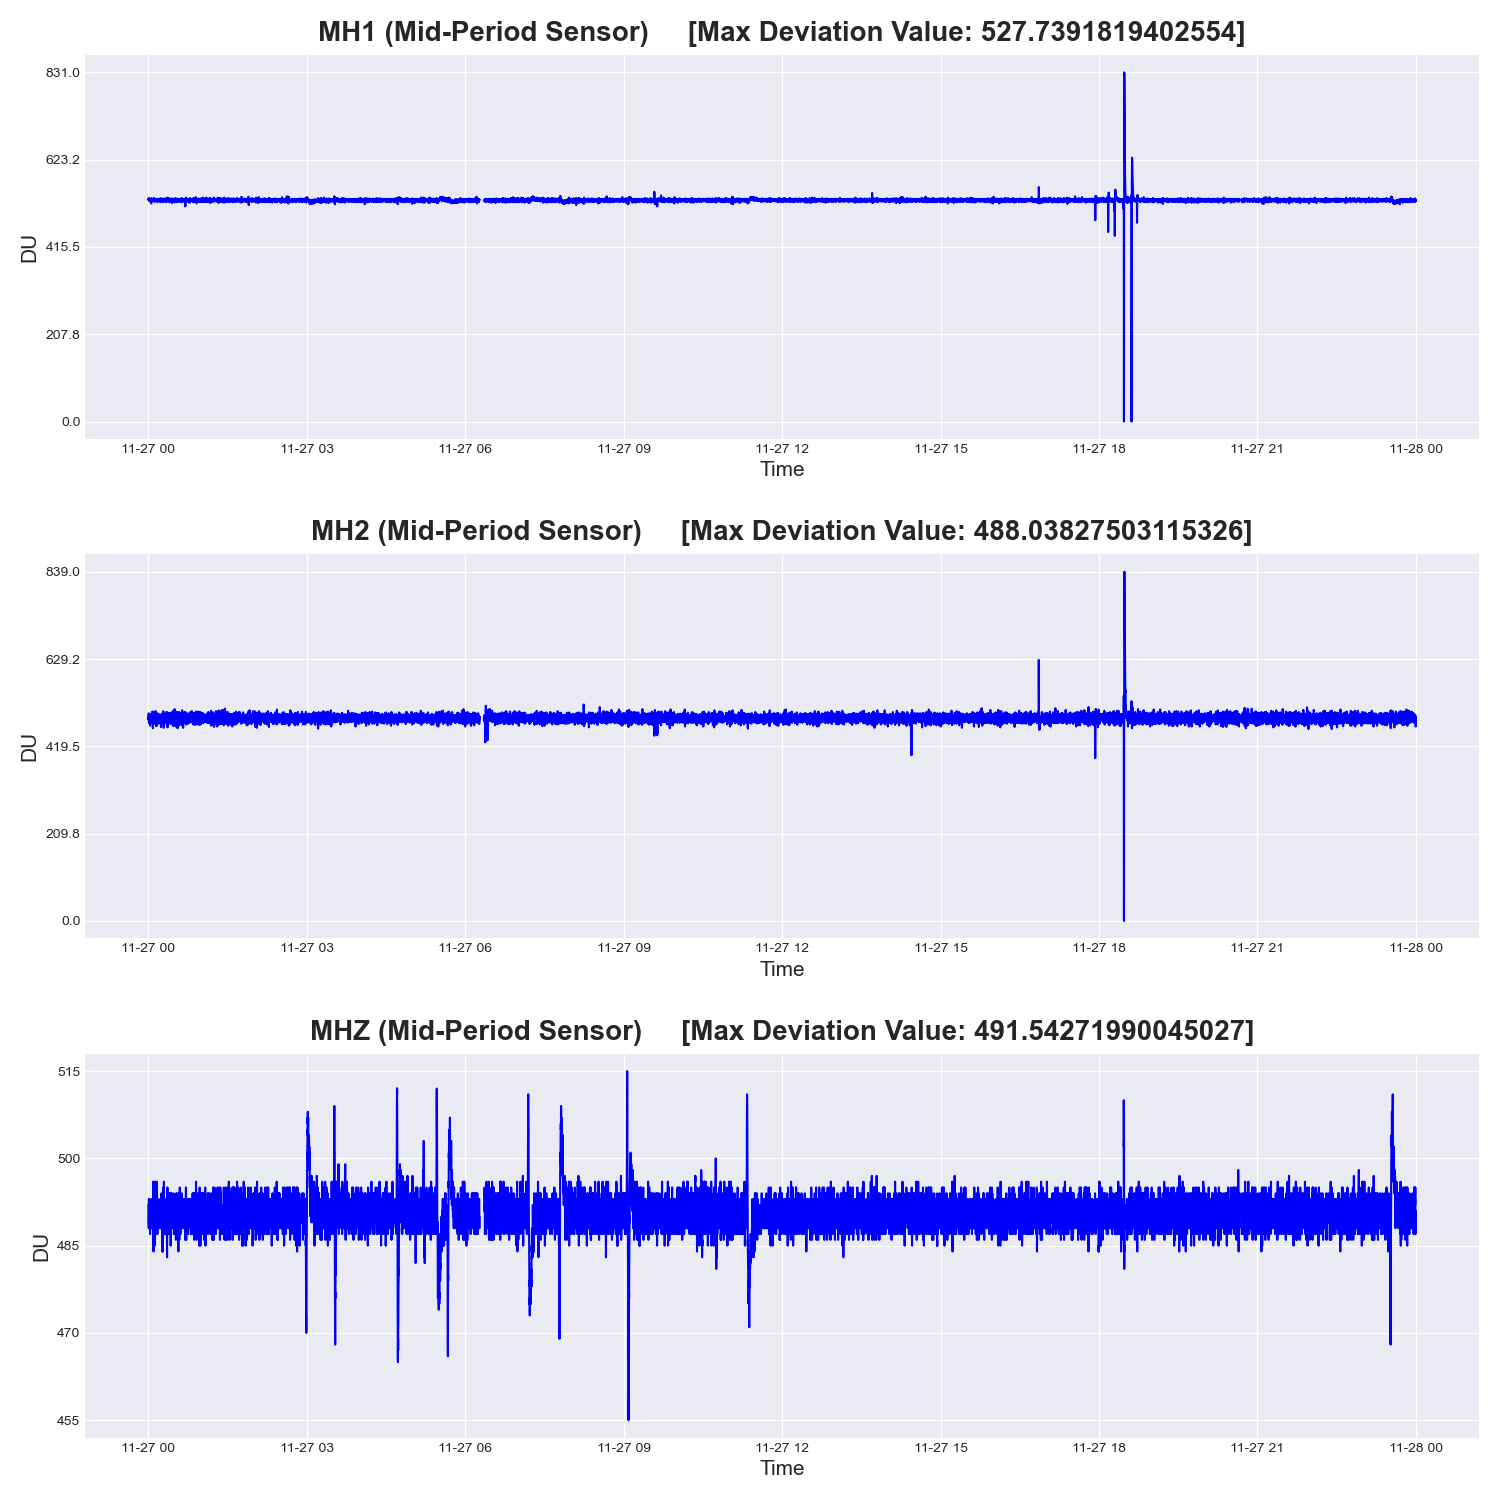 MH1 (Mid-Period Sensor) [Max Deviation Value: 527.7391819402554]
831.0
623.2
415.5
207.8
0.0
DU
11-27 00 11-27 03 11-27 06 11-27 09 11-27 12 11-27 15 11-27 18 11-27 21 11-28 00
Time
MH2 (Mid-Period Sensor) [Max Deviation Value: 488.03827503115326]
839.0
629.2
419.5
209.8
0.0
DU
11-27 00 11-27 03 11-27 06 11-27 09 11-27 12 11-27 15 11-27 18 11-27 21 11-28 00
Time
MHZ (Mid-Period Sensor) [Max Deviation Value: 491.54271990045027]
515
500
485
470
455
DU
11-27 00 11-27 03 11-27 06 11-27 09 11-27 12 11-27 15 11-27 18 11-27 21 11-28 00
Time